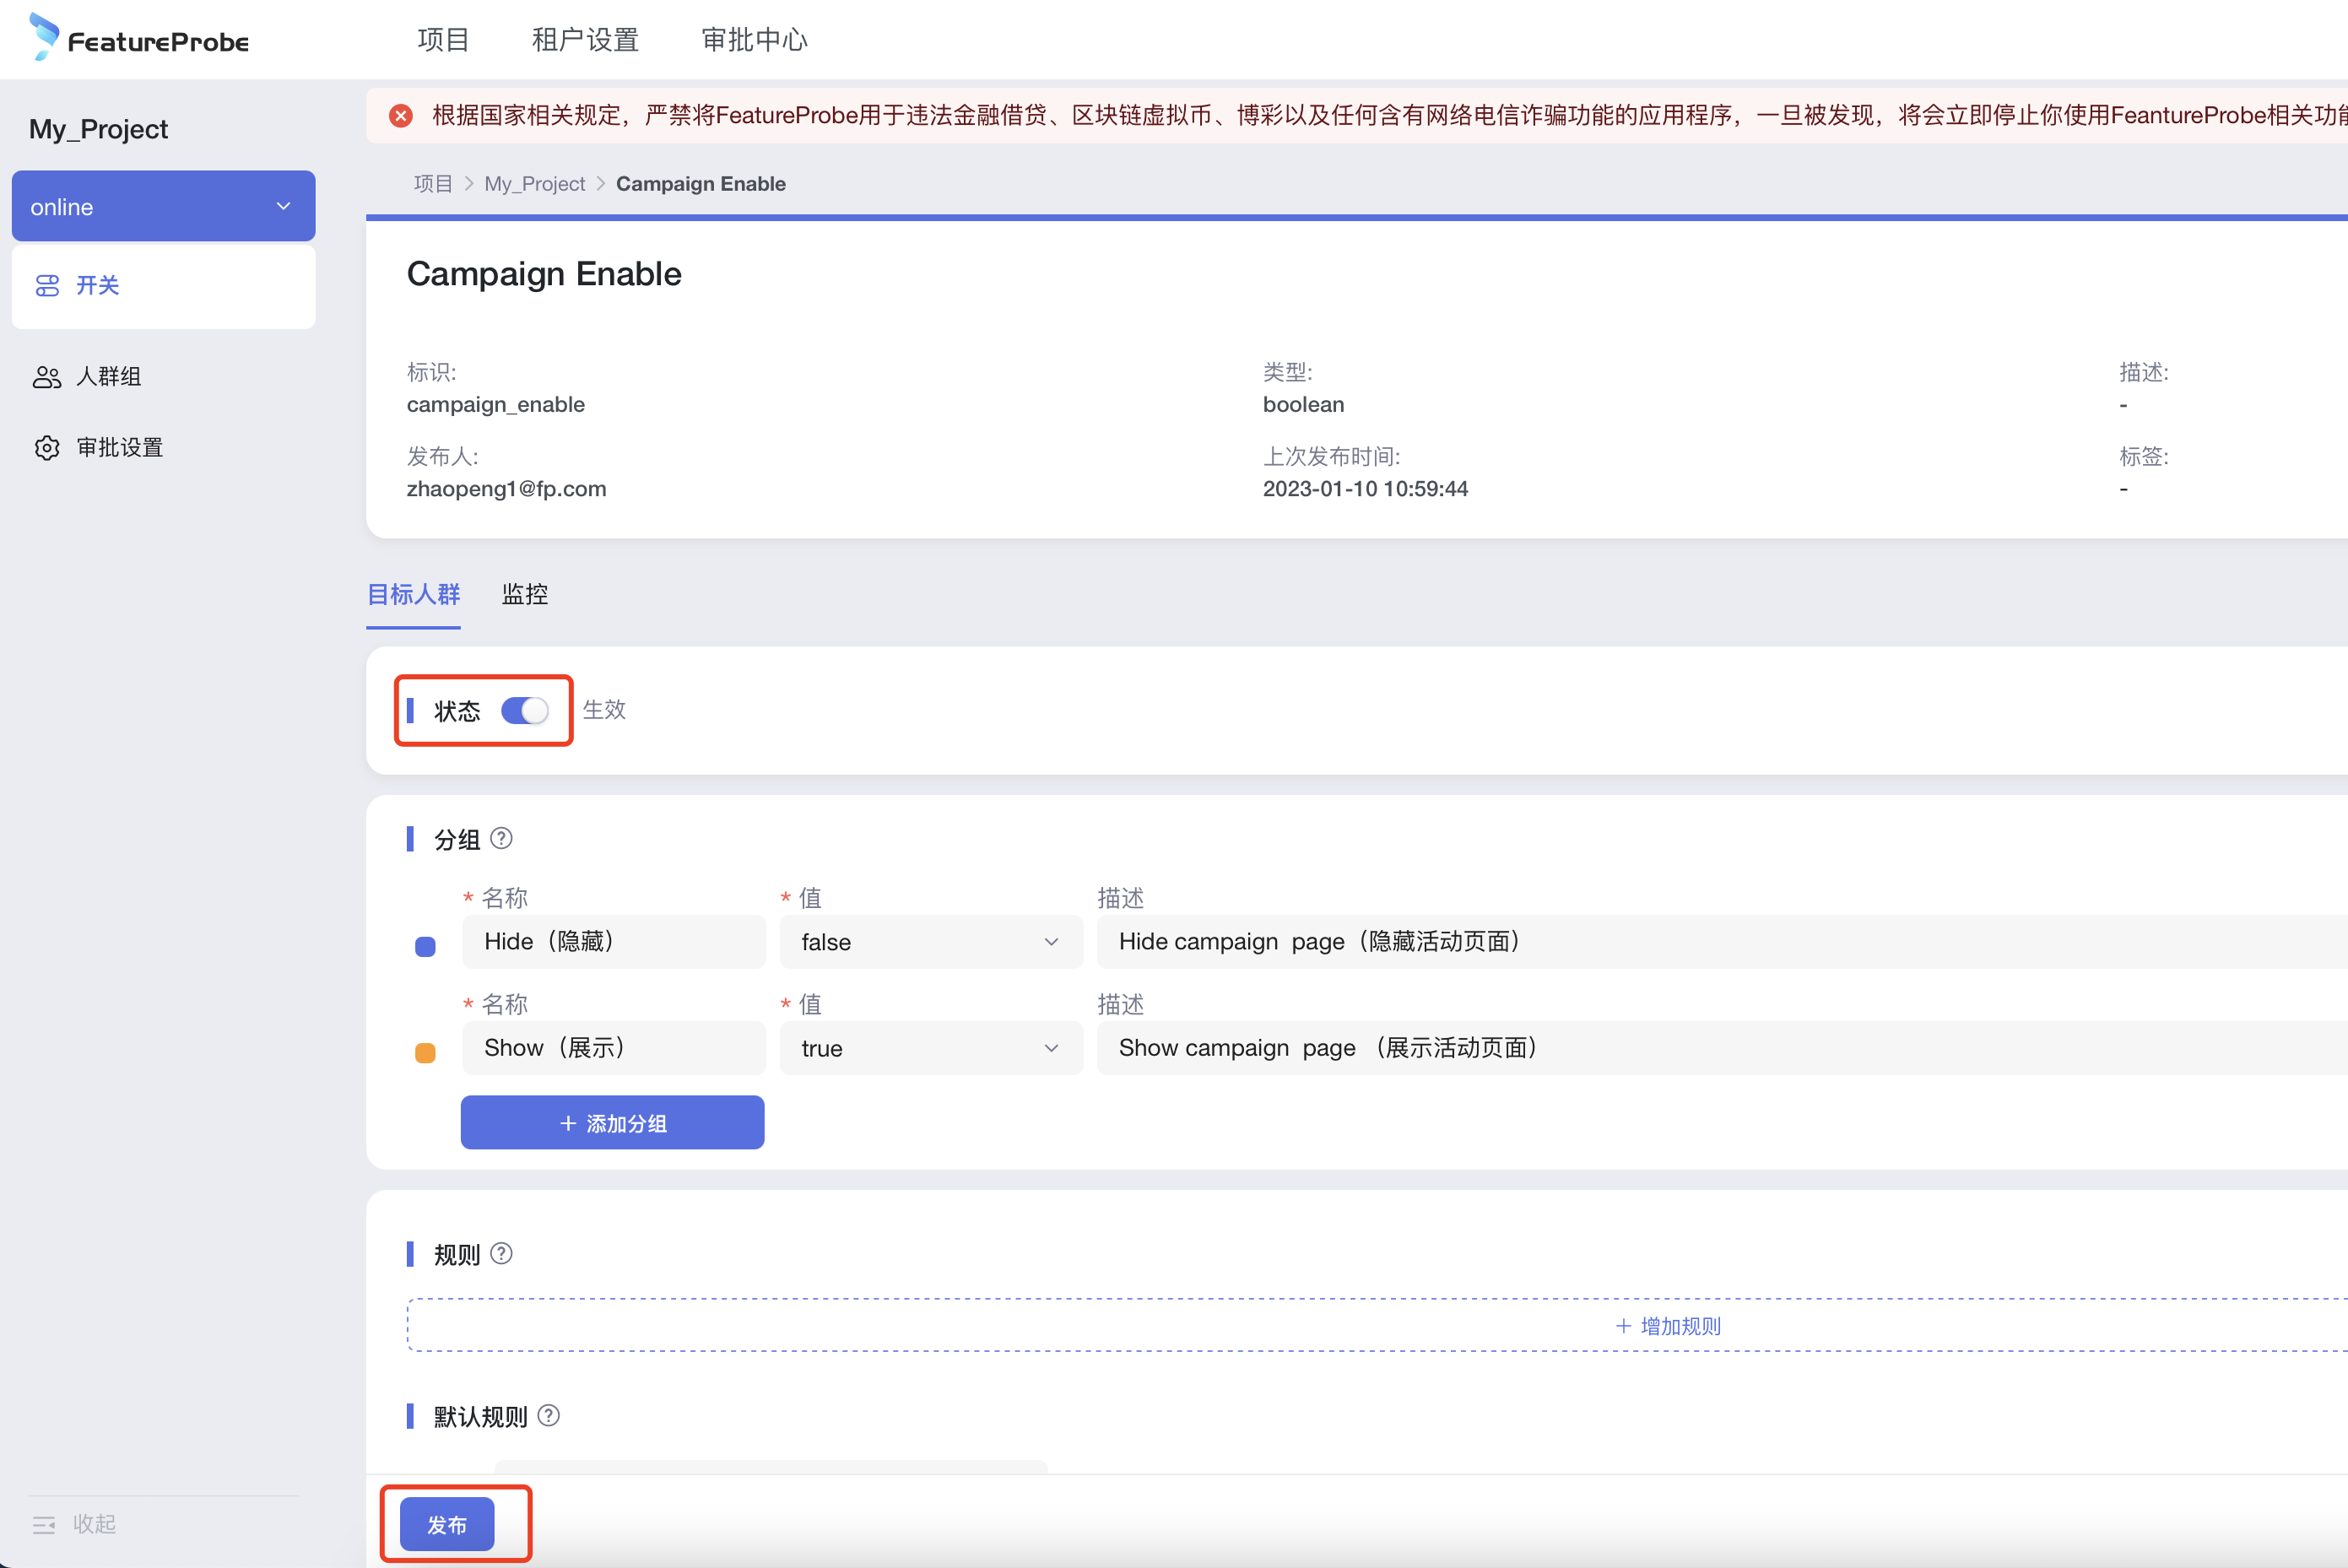 FeatureProbe
项目 租户设置 审批中心
My_Project
online
开关
人群组
审批设置
收起
根据国家相关规定，严禁将FeatureProbe用于违法金融借贷、区块链虚拟币、博彩以及任何含有网络电信诈骗功能的应用程序，一旦被发现，将会立即停止你使用FeantureProbe相关功能
项目 > My_Project > Campaign Enable
Campaign Enable
标识: 类型: 描述:
campaign_enable boolean -
发布人: 上次发布时间: 标签:
zhaopeng1@fp.com 2023-01-10 10:59:44 -
目标人群 监控
状态 生效
分组 ?
* 名称 * 值 描述
Hide（隐藏） false Hide campaign page（隐藏活动页面）
* 名称 * 值 描述
Show（展示） true Show campaign page （展示活动页面）
+ 添加分组
规则 ?
+ 增加规则
默认规则 ?
发布